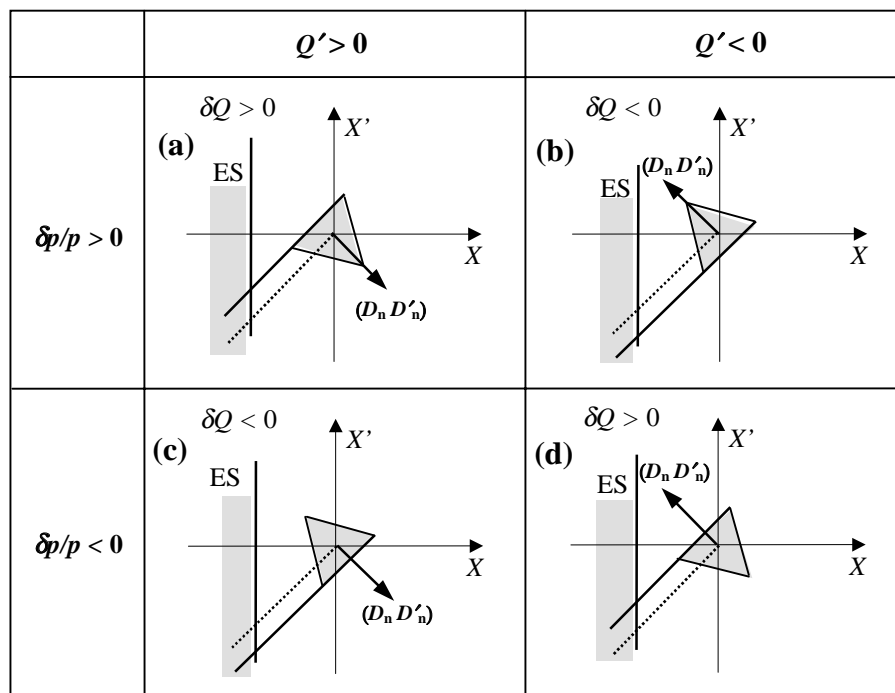 Q′ > 0
Q′ < 0
δp/p > 0
δQ > 0
(a)
X’
ES
X
(Dn D′n)
δQ < 0
(b)
X’
(Dn D′n)
ES
X
δp/p < 0
δQ < 0
(c)
X’
ES
X
(Dn D′n)
δQ > 0
(d)
X’
(Dn D′n)
ES
X